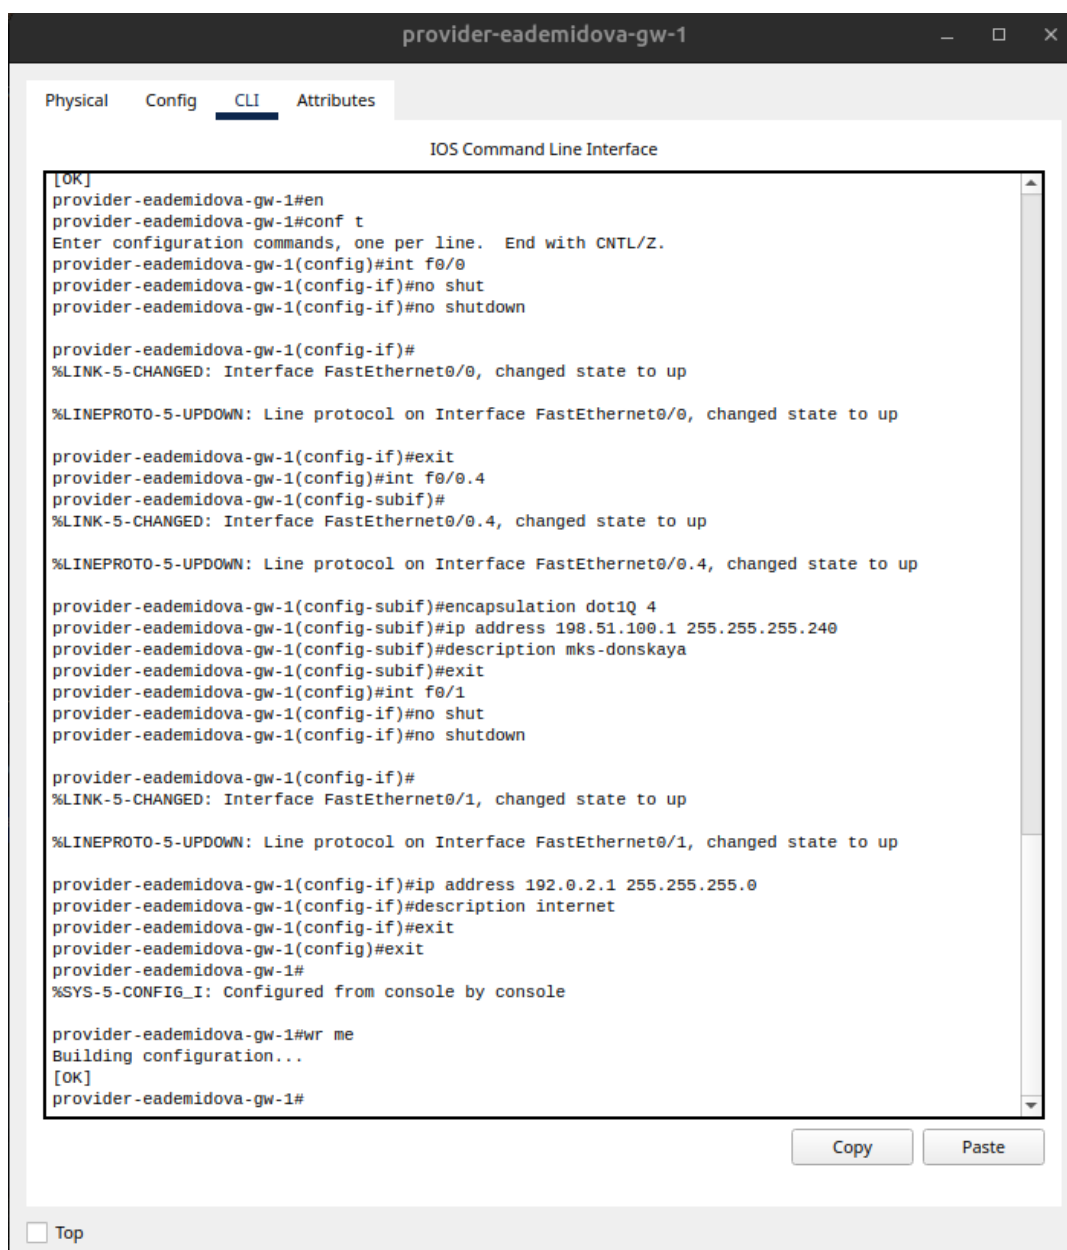 provider-eademidova-gw-1
Physical Config CLI Attributes
IOS Command Line Interface
[OK]
provider-eademidova-gw-1#en
provider-eademidova-gw-1#conf t
Enter configuration commands, one per line.  End with CNTL/Z.
provider-eademidova-gw-1(config)#int f0/0
provider-eademidova-gw-1(config-if)#no shut
provider-eademidova-gw-1(config-if)#no shutdown
provider-eademidova-gw-1(config-if)#
%LINK-5-CHANGED: Interface FastEthernet0/0, changed state to up
%LINEPROTO-5-UPDOWN: Line protocol on Interface FastEthernet0/0, changed state to up
provider-eademidova-gw-1(config-if)#exit
provider-eademidova-gw-1(config)#int f0/0.4
provider-eademidova-gw-1(config-subif)#
%LINK-5-CHANGED: Interface FastEthernet0/0.4, changed state to up
%LINEPROTO-5-UPDOWN: Line protocol on Interface FastEthernet0/0.4, changed state to up
provider-eademidova-gw-1(config-subif)#encapsulation dot1Q 4
provider-eademidova-gw-1(config-subif)#ip address 198.51.100.1 255.255.255.240
provider-eademidova-gw-1(config-subif)#description mks-donskaya
provider-eademidova-gw-1(config-subif)#exit
provider-eademidova-gw-1(config)#int f0/1
provider-eademidova-gw-1(config-if)#no shut
provider-eademidova-gw-1(config-if)#no shutdown
provider-eademidova-gw-1(config-if)#
%LINK-5-CHANGED: Interface FastEthernet0/1, changed state to up
%LINEPROTO-5-UPDOWN: Line protocol on Interface FastEthernet0/1, changed state to up
provider-eademidova-gw-1(config-if)#ip address 192.0.2.1 255.255.255.0
provider-eademidova-gw-1(config-if)#description internet
provider-eademidova-gw-1(config-if)#exit
provider-eademidova-gw-1(config)#exit
provider-eademidova-gw-1#
%SYS-5-CONFIG_I: Configured from console by console
provider-eademidova-gw-1#wr me
Building configuration...
[OK]
provider-eademidova-gw-1#
Copy Paste
Top